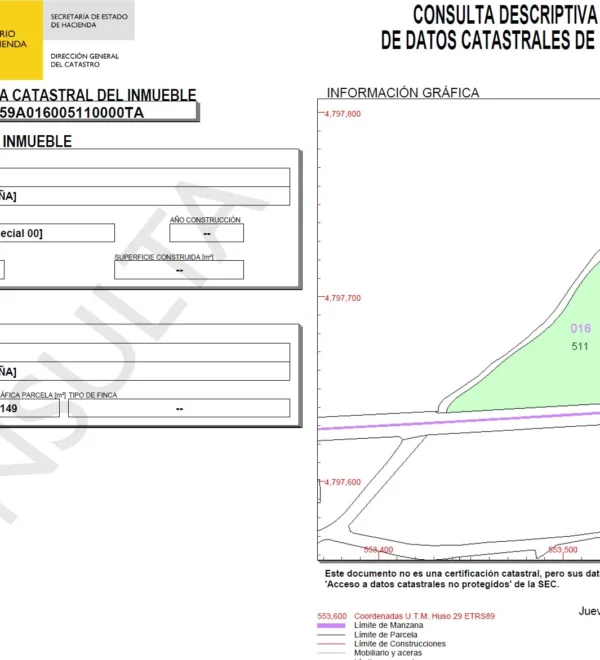 RIO
IENDA
SECRETARÍA DE ESTADO
DE HACIENDA
DIRECCIÓN GENERAL
DEL CATASTRO
CONSULTA DESCRIPTIVA
DE DATOS CATASTRALES DE
A CATASTRAL DEL INMUEBLE
59A016005110000TA
INMUEBLE
ÑA]
AÑO CONSTRUCCIÓN
ecial 00]
--
SUPERFICIE CONSTRUIDA [m²]
--
ÑA]
ÁFICA PARCELA [m²]
TIPO DE FINCA
149
--
NSULTA
INFORMACIÓN GRÁFICA
4,797,800
4,797,700
016
511
4,797,600
553,400
553,500
Este documento no es una certificación catastral, pero sus dat
'Acceso a datos catastrales no protegidos' de la SEC.
Juev
553,600 Coordenadas U.T.M. Huso 29 ETRS89
Límite de Manzana
Límite de Parcela
Límite de Construcciones
Mobiliario y aceras